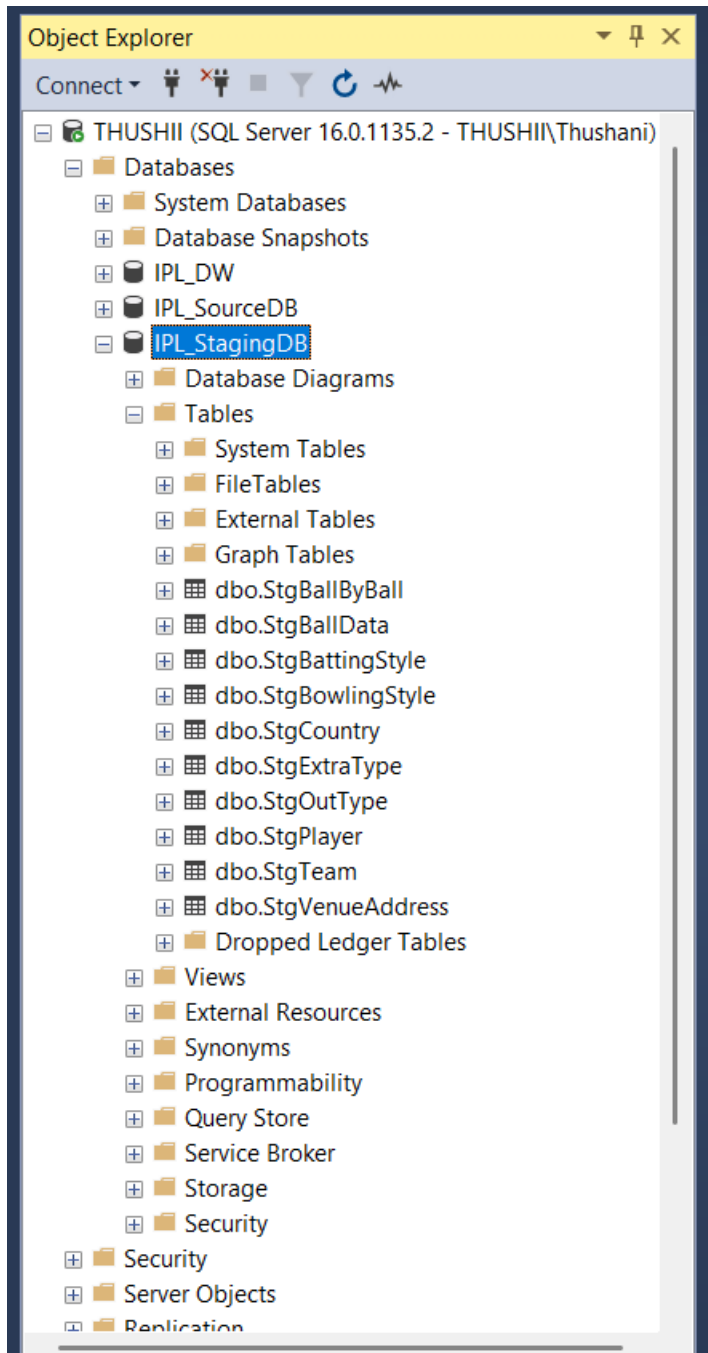 Object Explorer
Connect
THUSHII (SQL Server 16.0.1135.2 - THUSHII\Thushani)
Databases
System Databases
Database Snapshots
IPL_DW
IPL_SourceDB
IPL_StagingDB
Database Diagrams
Tables
System Tables
FileTables
External Tables
Graph Tables
dbo.StgBallByBall
dbo.StgBallData
dbo.StgBattingStyle
dbo.StgBowlingStyle
dbo.StgCountry
dbo.StgExtraType
dbo.StgOutType
dbo.StgPlayer
dbo.StgTeam
dbo.StgVenueAddress
Dropped Ledger Tables
Views
External Resources
Synonyms
Programmability
Query Store
Service Broker
Storage
Security
Security
Server Objects
Replication